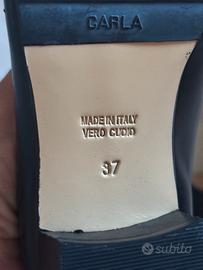 CARLA
MADE IN ITALY
VERO CUOIO
37
subito